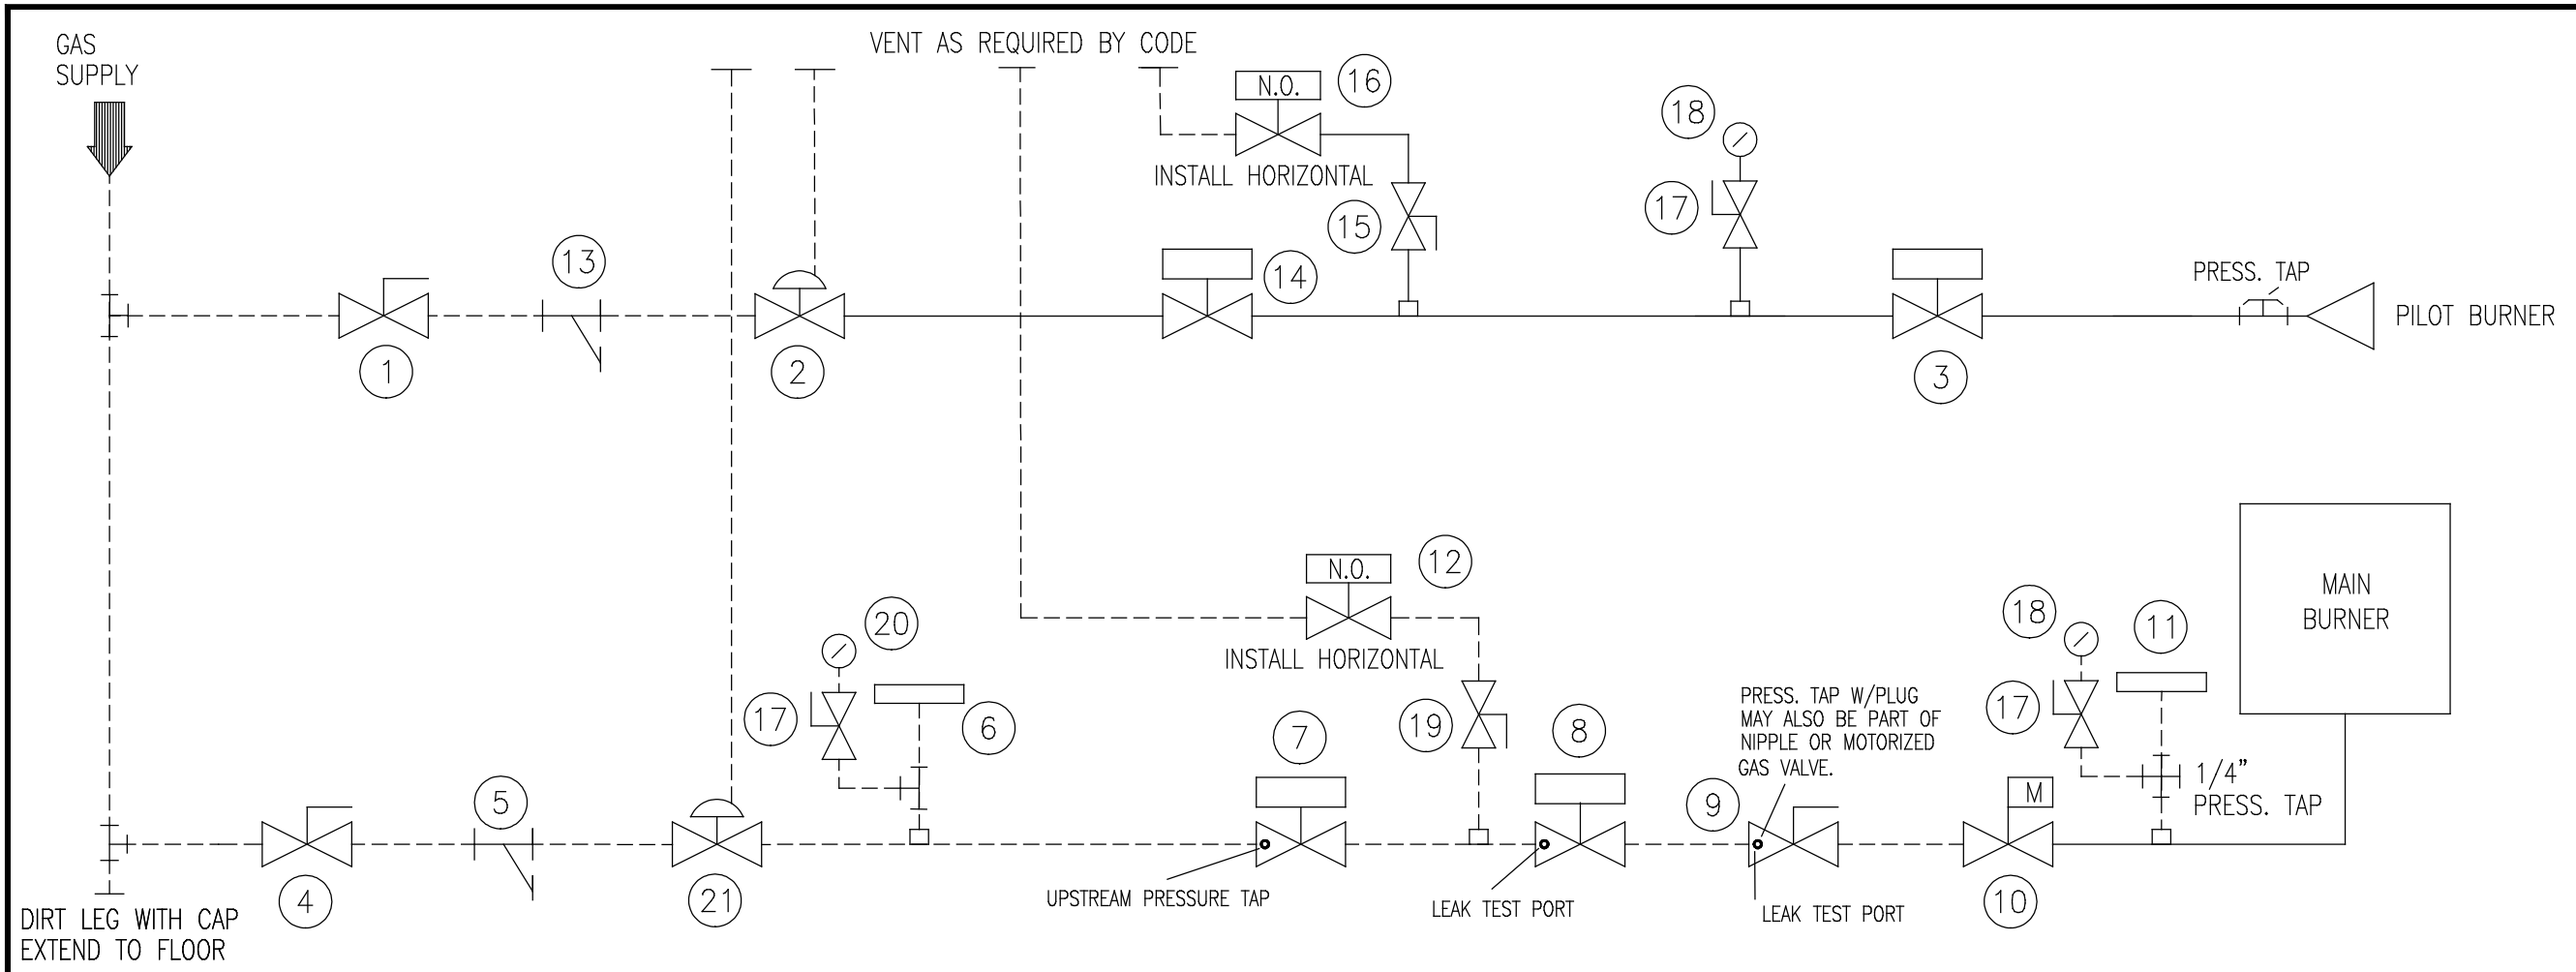 GAS
SUPPLY
VENT AS REQUIRED BY CODE
N.O.
16
INSTALL HORIZONTAL
15
18
17
13
14
PRESS. TAP
PILOT BURNER
1
2
3
N.O.
12
INSTALL HORIZONTAL
MAIN
BURNER
20
17
6
7
19
8
PRESS. TAP W/PLUG
MAY ALSO BE PART OF
NIPPLE OR MOTORIZED
GAS VALVE.
18
11
17
1/4"
PRESS. TAP
5
9
M
4
21
UPSTREAM PRESSURE TAP
LEAK TEST PORT
LEAK TEST PORT
10
DIRT LEG WITH CAP
EXTEND TO FLOOR